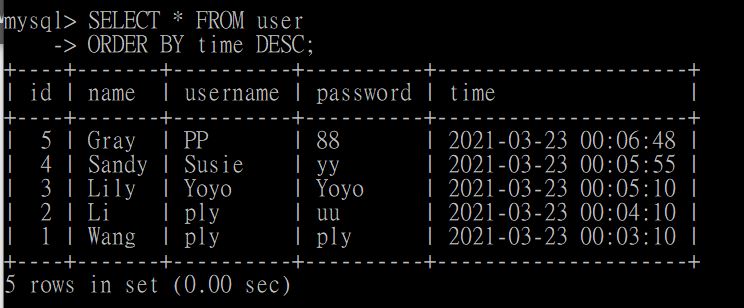 mysql> SELECT * FROM user
    -> ORDER BY time DESC;
+----+-------+----------+----------+---------------------+
| id | name  | username | password | time                |
+----+-------+----------+----------+---------------------+
|  5 | Gray  | PP       | 88       | 2021-03-23 00:06:48 |
|  4 | Sandy | Susie    | yy       | 2021-03-23 00:05:55 |
|  3 | Lily  | Yoyo     | Yoyo     | 2021-03-23 00:05:10 |
|  2 | Li    | ply      | uu       | 2021-03-23 00:04:10 |
|  1 | Wang  | ply      | ply      | 2021-03-23 00:03:10 |
+----+-------+----------+----------+---------------------+
5 rows in set (0.00 sec)